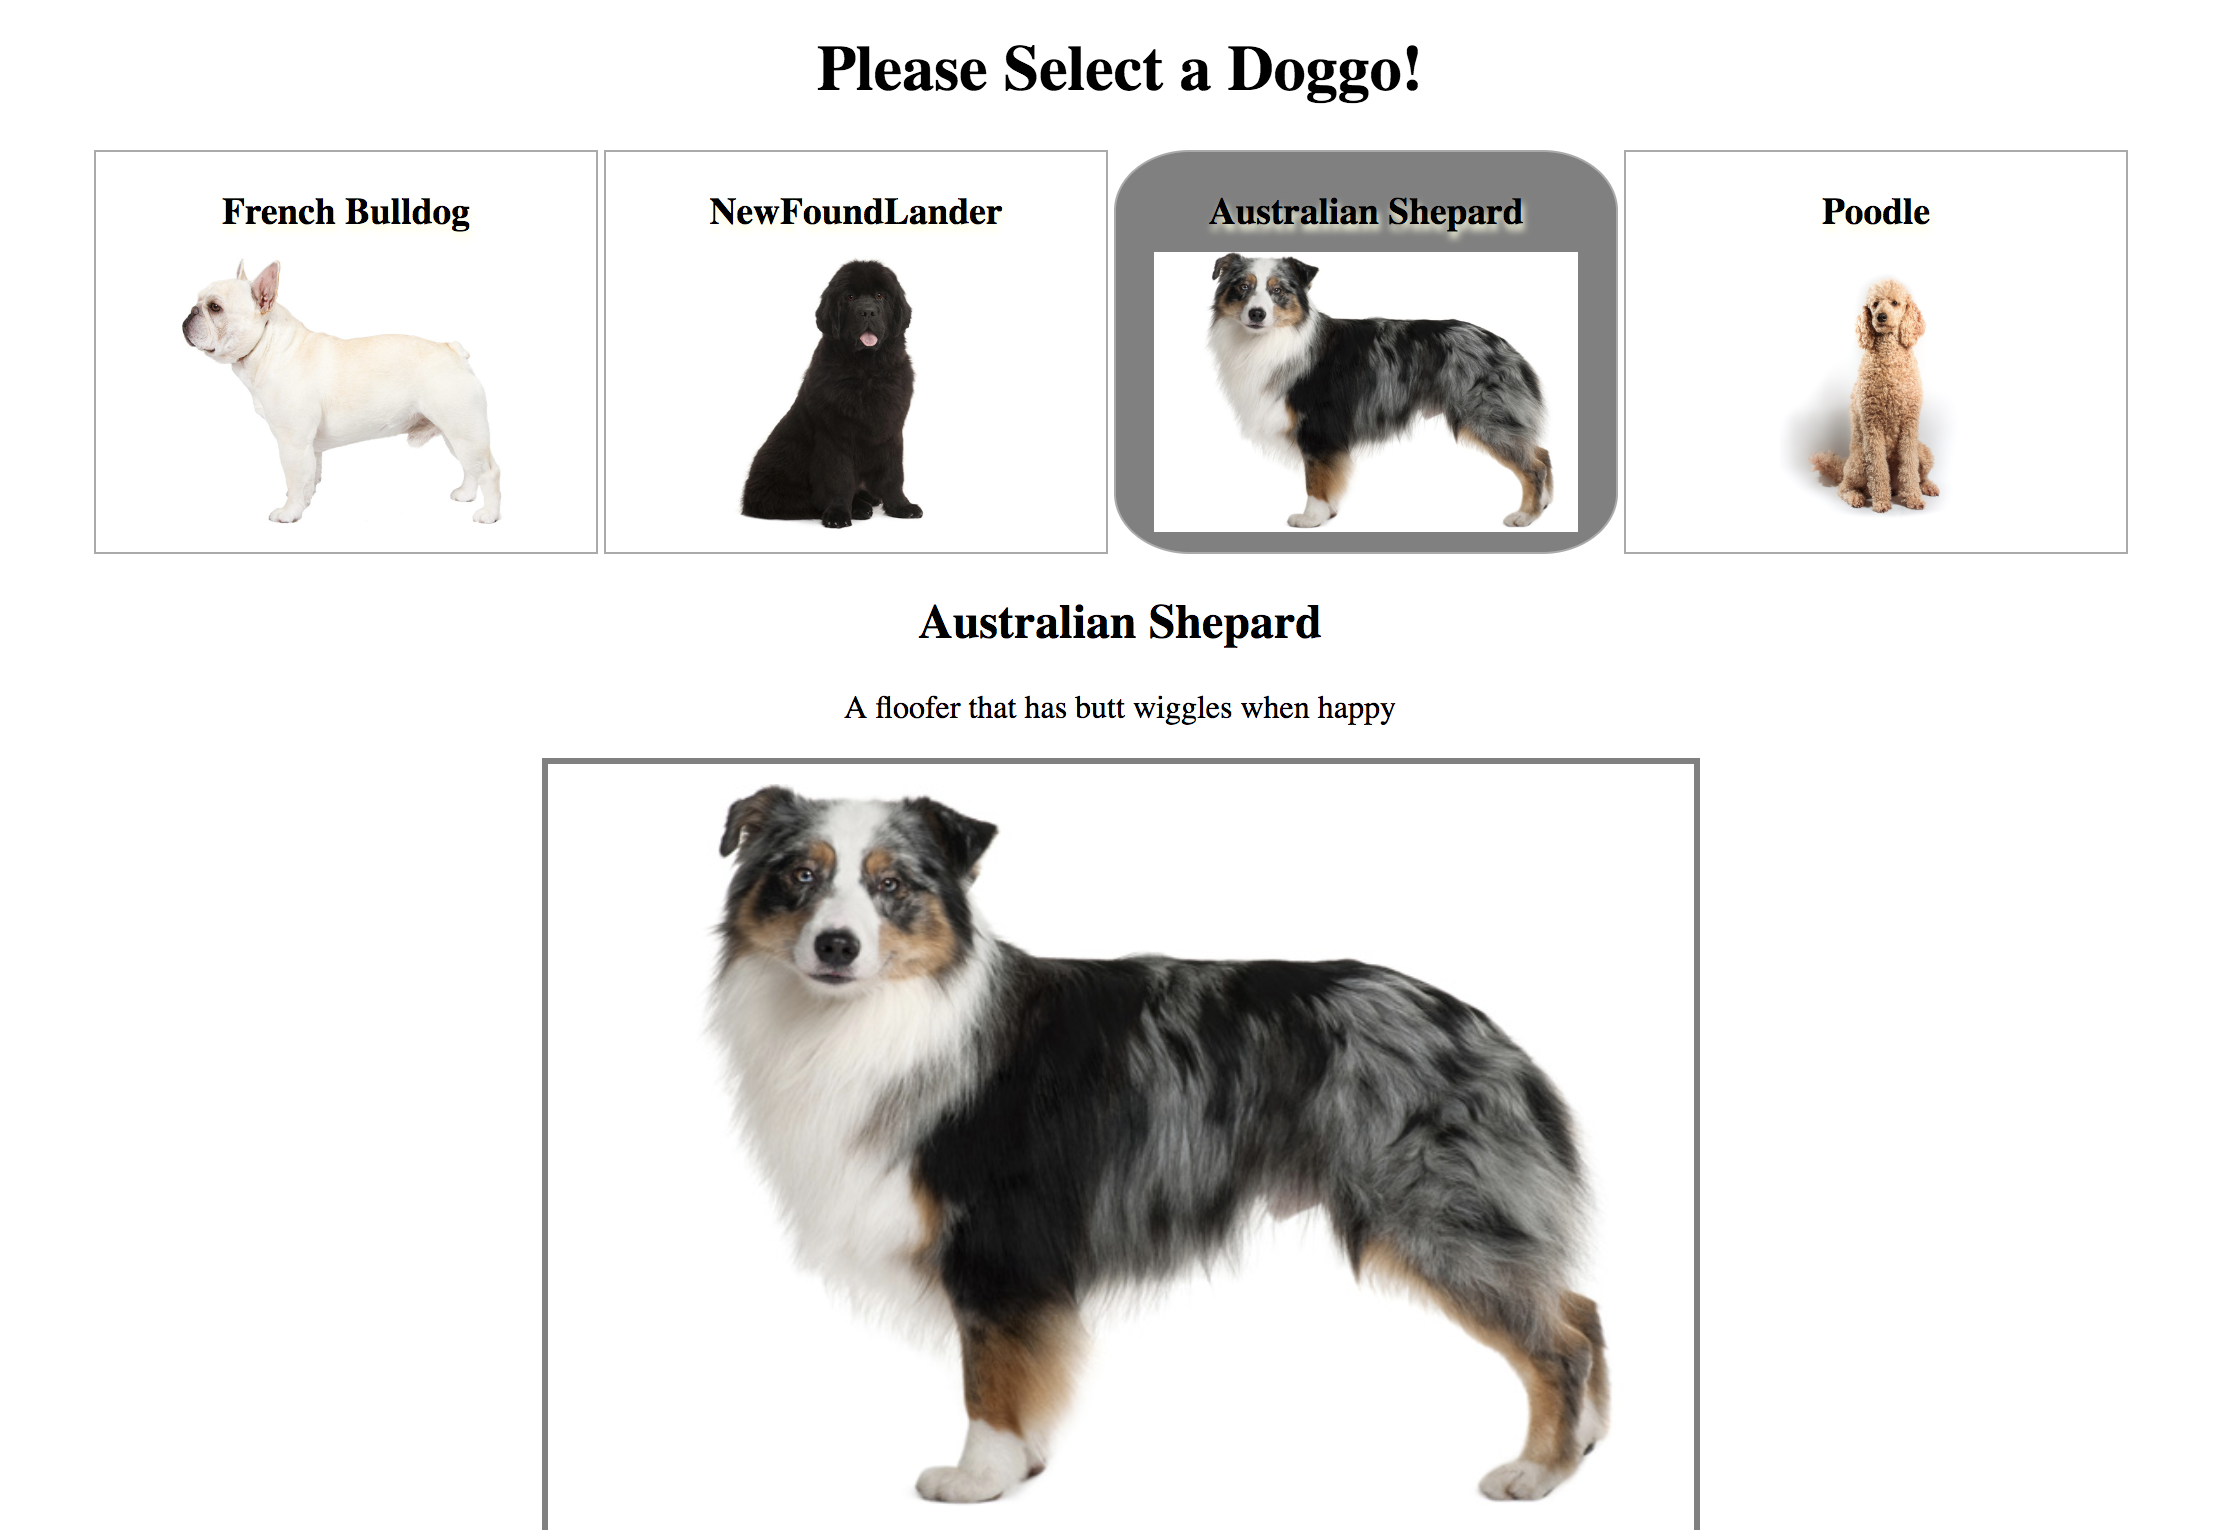 Please Select a Doggo!
French Bulldog
NewFoundLander
Australian Shepard
Poodle
Australian Shepard
A floofer that has butt wiggles when happy